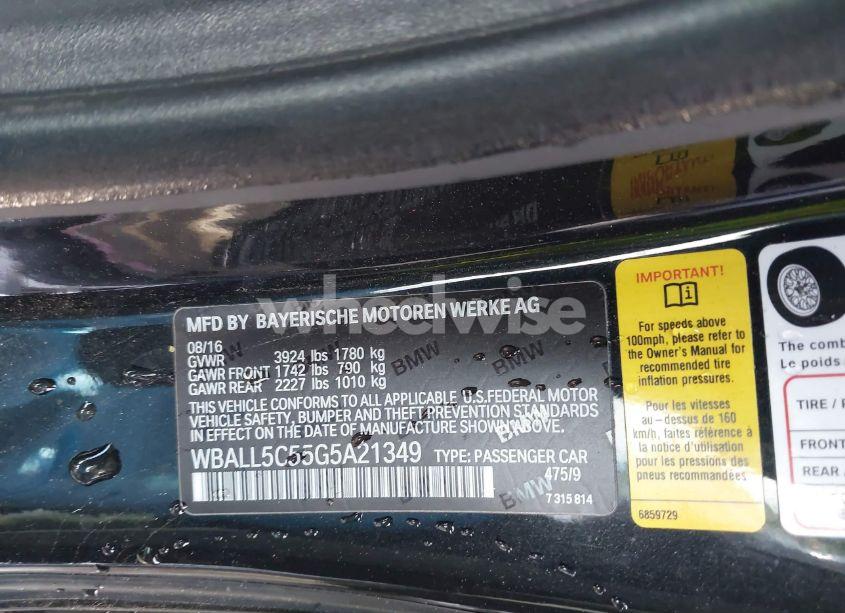 wheelwise
MFD BY BAYERISCHE MOTOREN WERKE AG
08/16
GVWR 3924 lbs 1780 kg
GAWR FRONT 1742 lbs 790 kg
GAWR REAR 2227 lbs 1010 kg
THIS VEHICLE CONFORMS TO ALL APPLICABLE U.S.FEDERAL MOTOR
VEHICLE SAFETY, BUMPER AND THEFT PREVENTION STANDARDS
IN EFFECT ON THE DATE OF MANUFACTURE SHOWN ABOVE.
WBALL5C55G5A21349 TYPE: PASSENGER CAR
475/9
7 315 814
BMW
BMW
BMW
IMPORTANT!
For speeds above
100mph, please refer to
the Owner's Manual for
recommended tire
inflation pressures.
Pour les vitesses
au-dessus de 160
km/h, faites référence à
la notice d'utilisation
pour les pressions des
pneus recommandées
6859729
The comb
Le poids
TIRE /
FRONT
REAR /